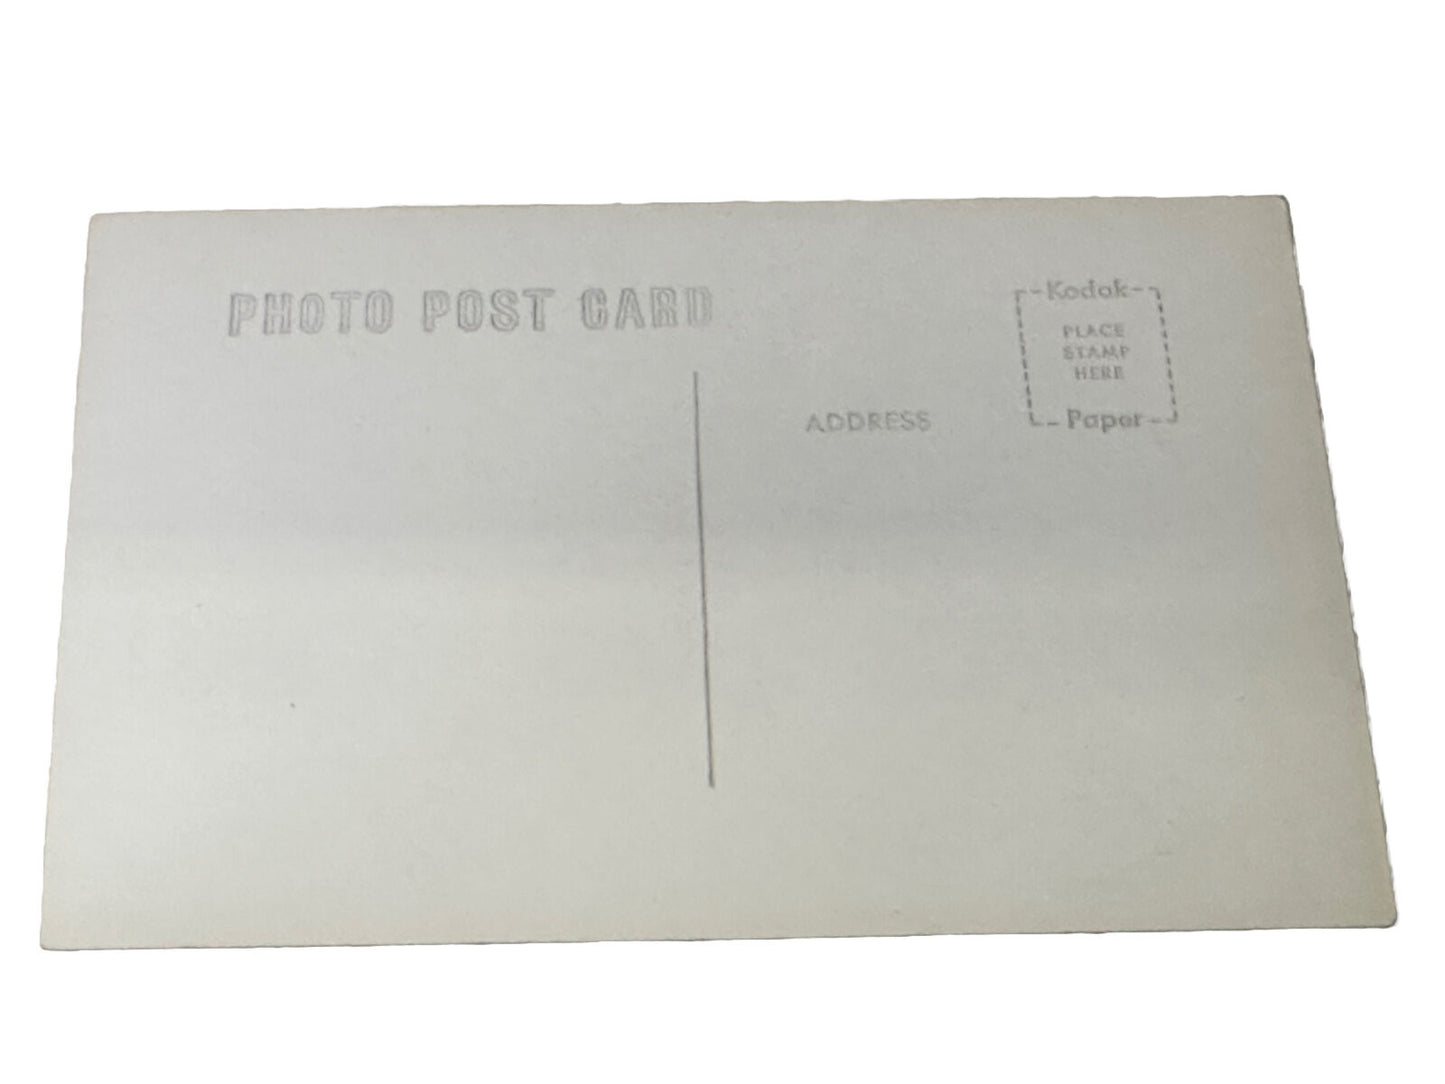 PHOTO POST CARD
Kodak
PLACE
STAMP
HERE
Paper
ADDRESS